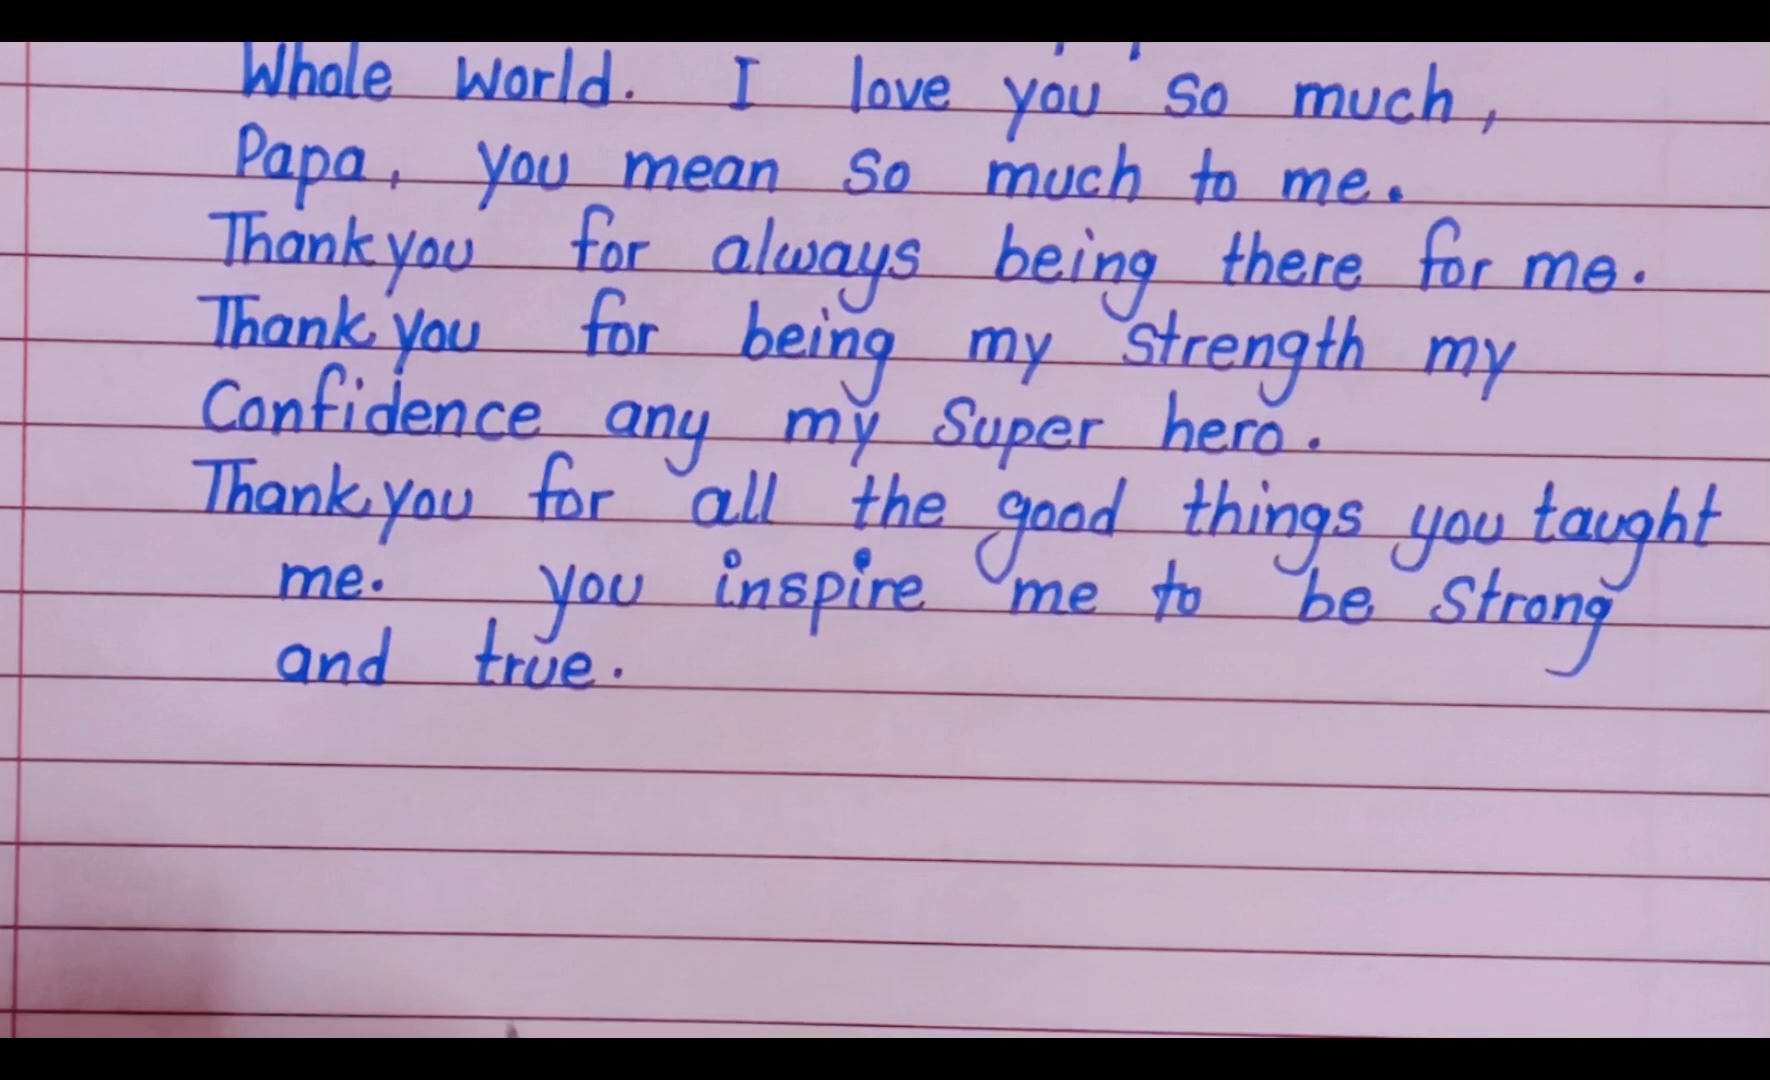 Whole World. I love you so much,
Papa, you mean so much to me.
Thank you for always being there for me.
Thank you for being my strength my
Confidence any my Super hero.
Thank you for all the good things you taught
me. you inspire me to be Strong
and true.